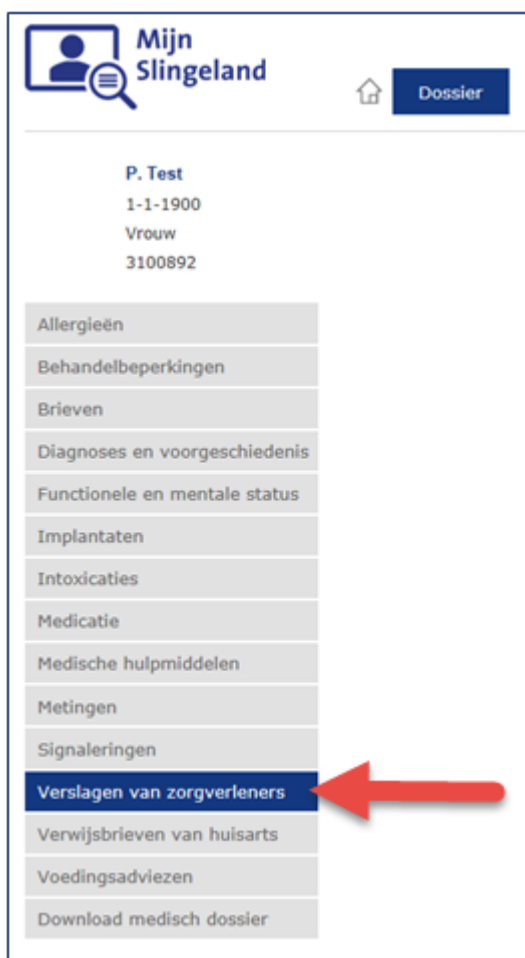 Mijn
Slingeland
Dossier
P. Test
1-1-1900
Vrouw
3100892
Allergieën
Behandelbeperkingen
Brieven
Diagnoses en voorgeschiedenis
Functionele en mentale status
Implantaten
Intoxicaties
Medicatie
Medische hulpmiddelen
Metingen
Signaleringen
Verslagen van zorgverleners
Verwijsbrieven van huisarts
Voedingsadviezen
Download medisch dossier